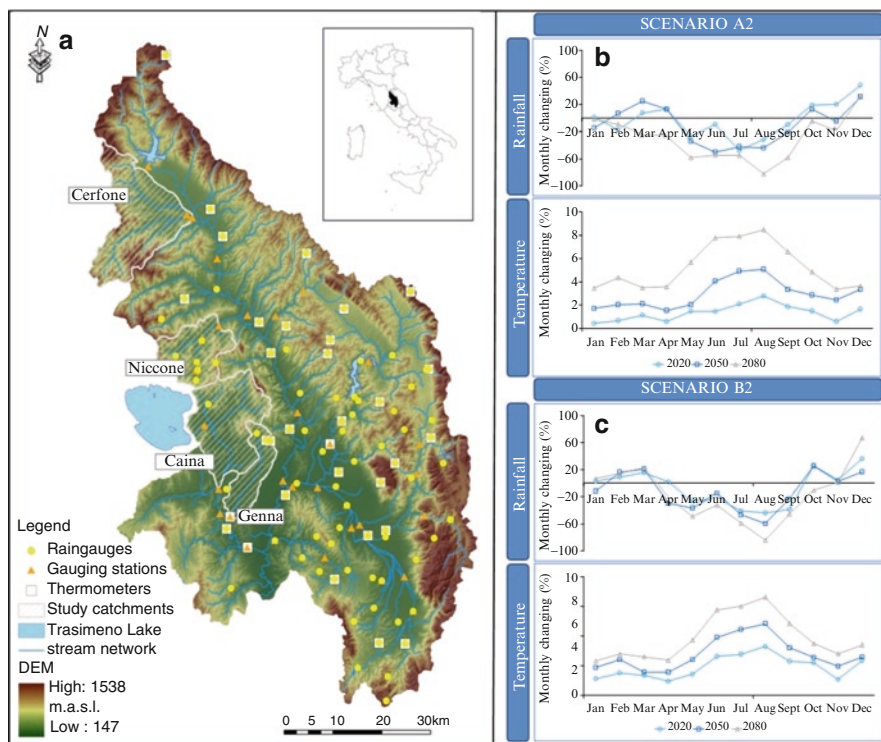 N
a
Cerfone
Niccone
Caina
Genna
Legend
Raingauges
Gauging stations
Thermometers
Study catchments
Trasimeno Lake
stream network
DEM
High: 1538
m.a.s.l.
Low : 147
0 5 10 20 30km
SCENARIO A2
Rainfall
b
Monthly changing (%)
100
60
20
−20
−60
−100
Jan Feb Mar Apr May Jun Jul Aug Sept Oct Nov Dec
Temperature
Monthly changing (%)
10
8
6
4
2
0
Jan Feb Mar Apr May Jun Jul Aug Sept Oct Nov Dec
2020 2050 2080
SCENARIO B2
Rainfall
c
Monthly changing (%)
100
60
20
−20
−60
−100
Jan Feb Mar Apr May Jun Jul Aug Sept Oct Nov Dec
Temperature
Monthly changing (%)
10
8
6
4
2
0
Jan Feb Mar Apr May Jun Jul Aug Sept Oct Nov Dec
2020 2050 2080